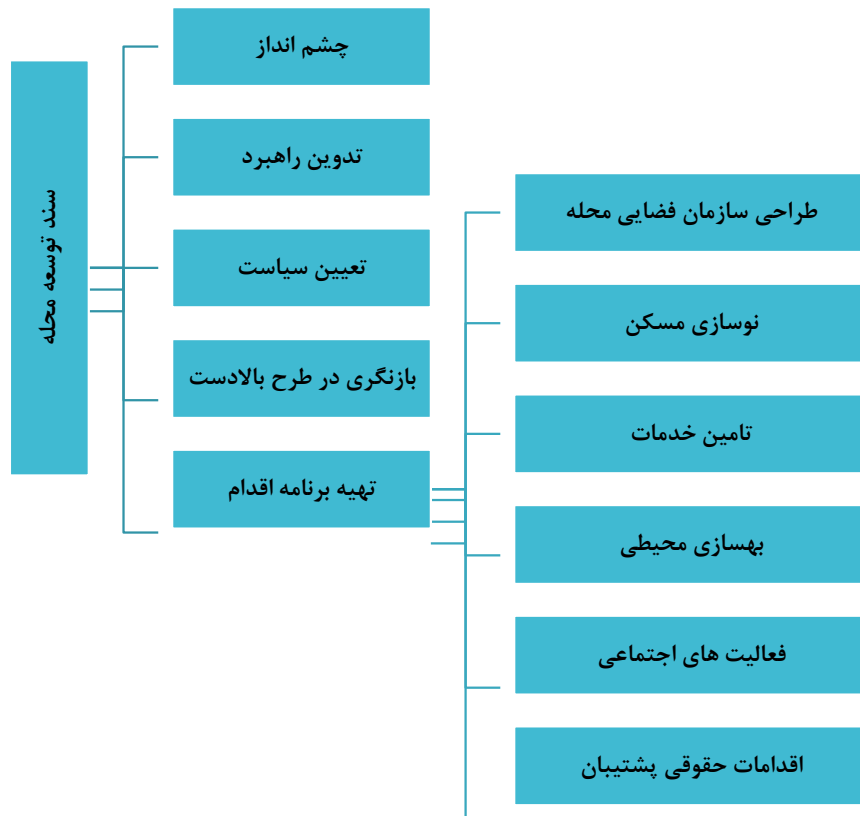 سند توسعه محله
چشم انداز
تدوین راهبرد
تعیین سیاست
بازنگری در طرح بالادست
تهیه برنامه اقدام
طراحی سازمان فضایی محله
نوسازی مسکن
تامین خدمات
بهسازی محیطی
فعالیت های اجتماعی
اقدامات حقوقی پشتیبان